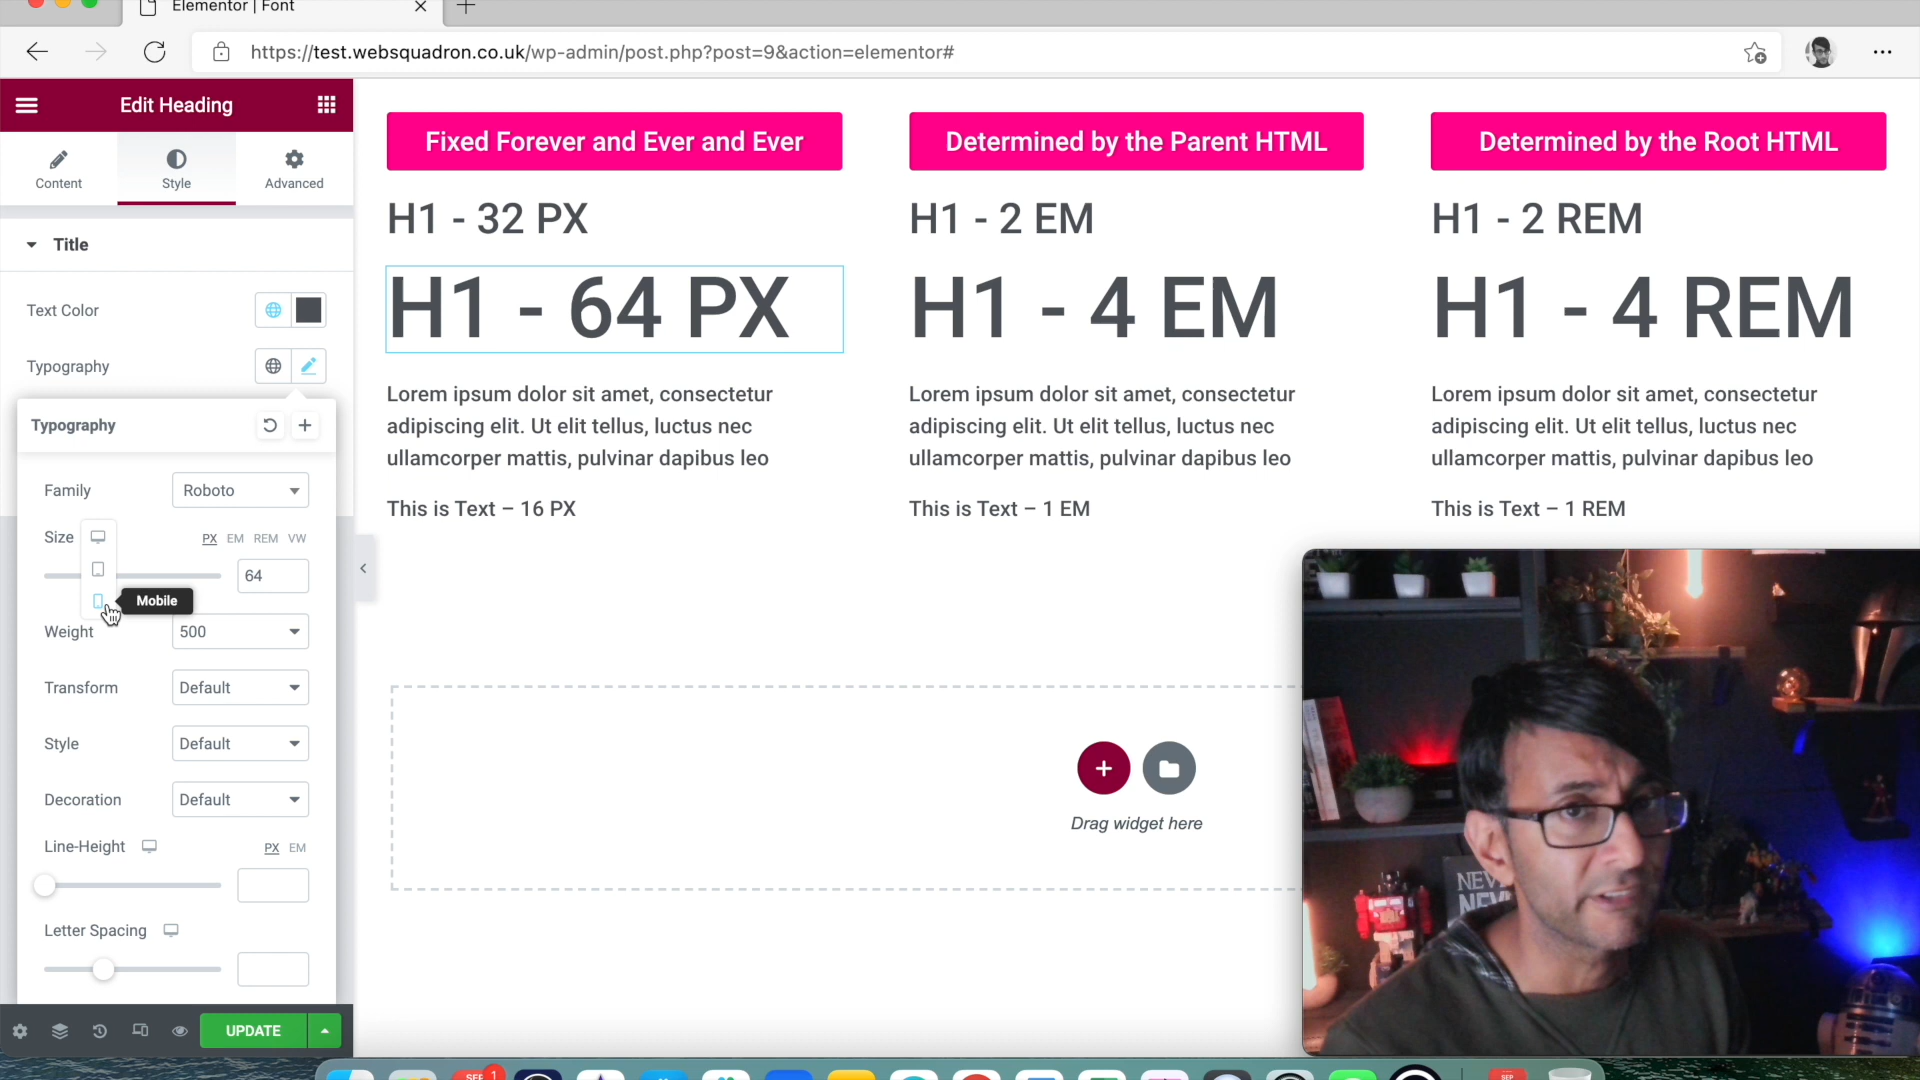 Elementor | Font
https://test.websquadron.co.uk/wp-admin/post.php?post=9&action=elementor#
Edit Heading
Content
Style
Advanced
Title
Text Color
Typography
Typography
Family
Roboto
Size
PX EM REM VW
64
Mobile
Weight
500
Transform
Default
Style
Default
Decoration
Default
Line-Height
PX EM
Letter Spacing
UPDATE
Fixed Forever and Ever and Ever
H1 - 32 PX
H1 - 64 PX
Lorem ipsum dolor sit amet, consectetur
adipiscing elit. Ut elit tellus, luctus nec
ullamcorper mattis, pulvinar dapibus leo
This is Text – 16 PX
Determined by the Parent HTML
H1 - 2 EM
H1 - 4 EM
Lorem ipsum dolor sit amet, consectetur
adipiscing elit. Ut elit tellus, luctus nec
ullamcorper mattis, pulvinar dapibus leo
This is Text – 1 EM
Determined by the Root HTML
H1 - 2 REM
H1 - 4 REM
Lorem ipsum dolor sit amet, consectetur
adipiscing elit. Ut elit tellus, luctus nec
ullamcorper mattis, pulvinar dapibus leo
This is Text – 1 REM
Drag widget here
SEP
1
SEP